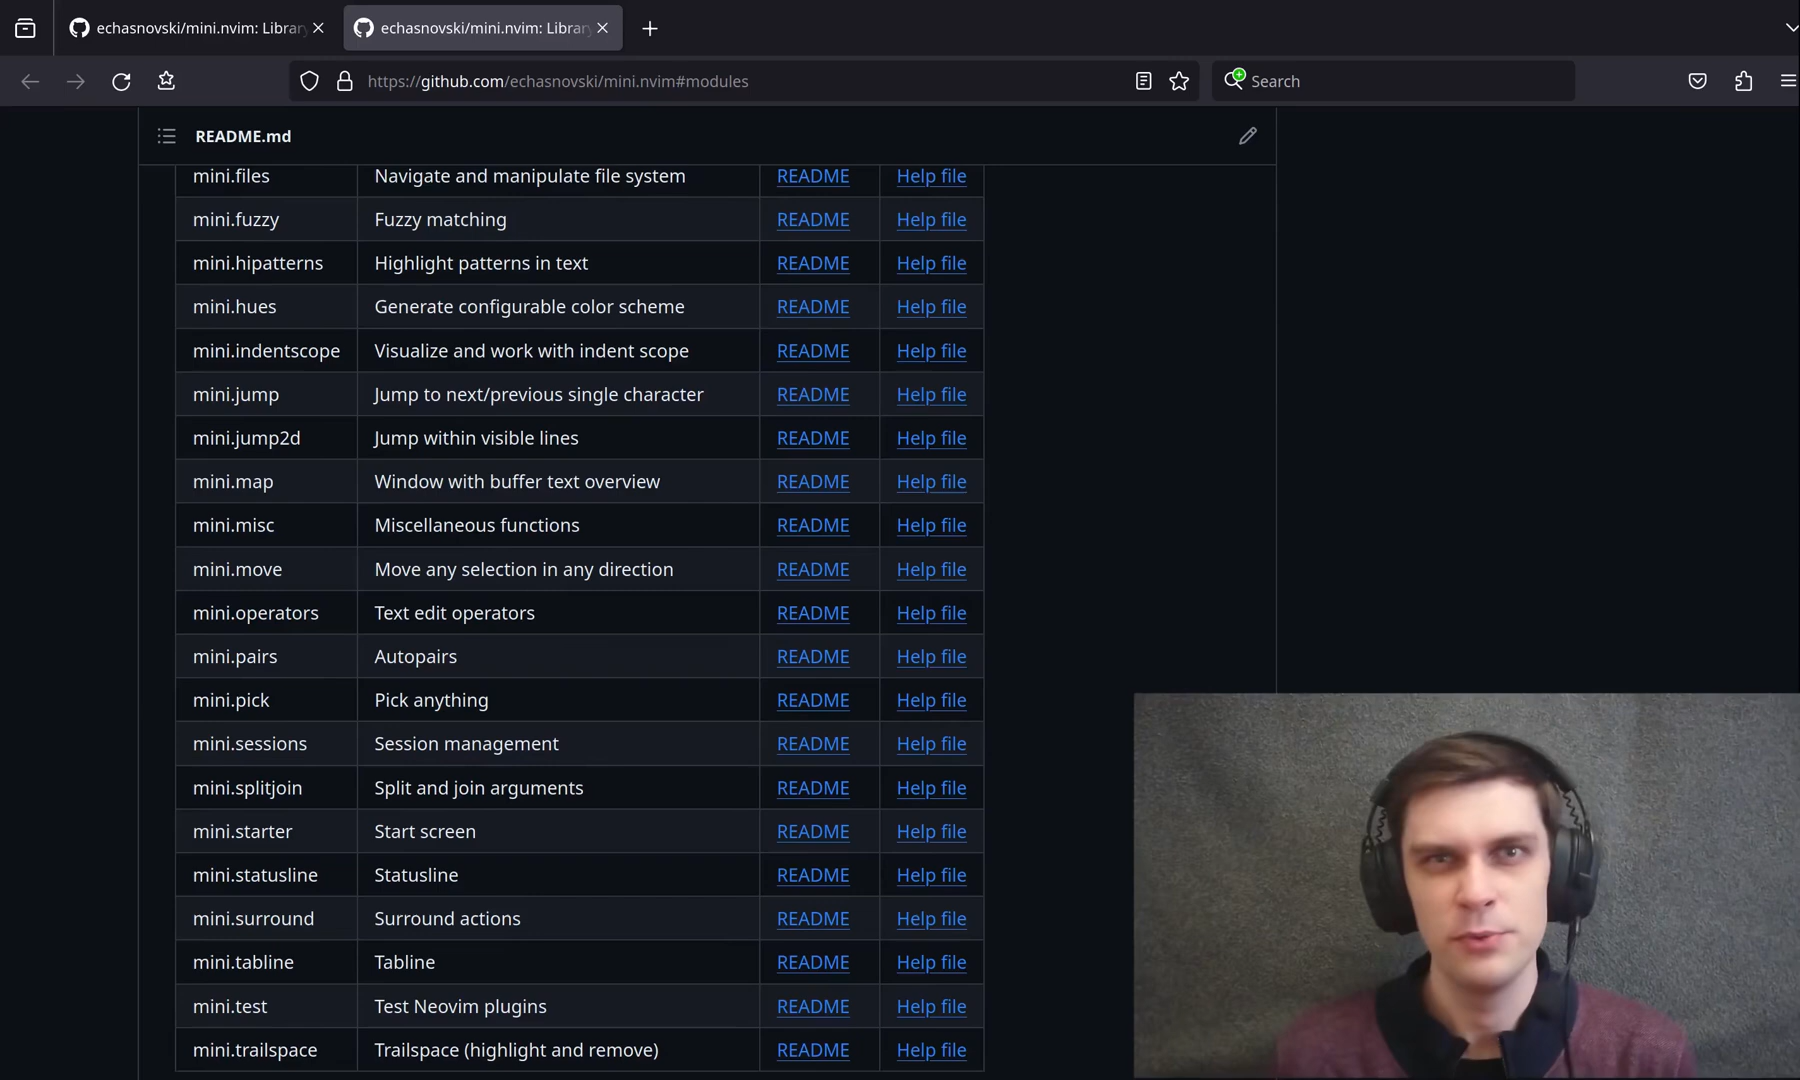 echasnovski/mini.nvim: Librar
echasnovski/mini.nvim: Librar
https://github.com/echasnovski/mini.nvim#modules
Search
README.md
mini.files Navigate and manipulate file system README Help file
mini.fuzzy Fuzzy matching README Help file
mini.hipatterns Highlight patterns in text README Help file
mini.hues Generate configurable color scheme README Help file
mini.indentscope Visualize and work with indent scope README Help file
mini.jump Jump to next/previous single character README Help file
mini.jump2d Jump within visible lines README Help file
mini.map Window with buffer text overview README Help file
mini.misc Miscellaneous functions README Help file
mini.move Move any selection in any direction README Help file
mini.operators Text edit operators README Help file
mini.pairs Autopairs README Help file
mini.pick Pick anything README Help file
mini.sessions Session management README Help file
mini.splitjoin Split and join arguments README Help file
mini.starter Start screen README Help file
mini.statusline Statusline README Help file
mini.surround Surround actions README Help file
mini.tabline Tabline README Help file
mini.test Test Neovim plugins README Help file
mini.trailspace Trailspace (highlight and remove) README Help file